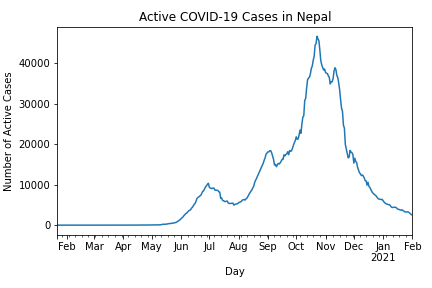 Active COVID-19 Cases in Nepal
Number of Active Cases
40000
30000
20000
10000
0
Feb Mar Apr May Jun Jul Aug Sep Oct Nov Dec Jan Feb
2021
Day